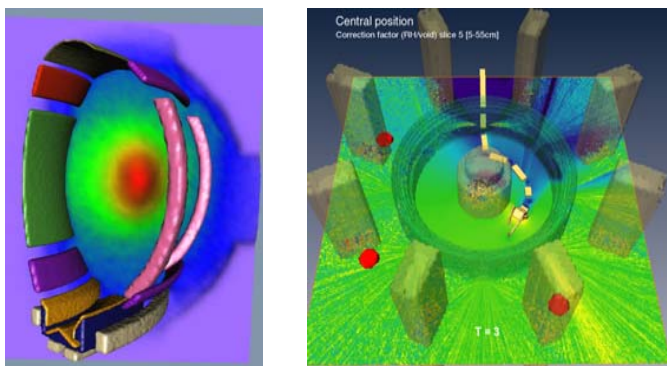 Central position
Correction factor (RH/void) slice 5 [5-55cm]
T = 3